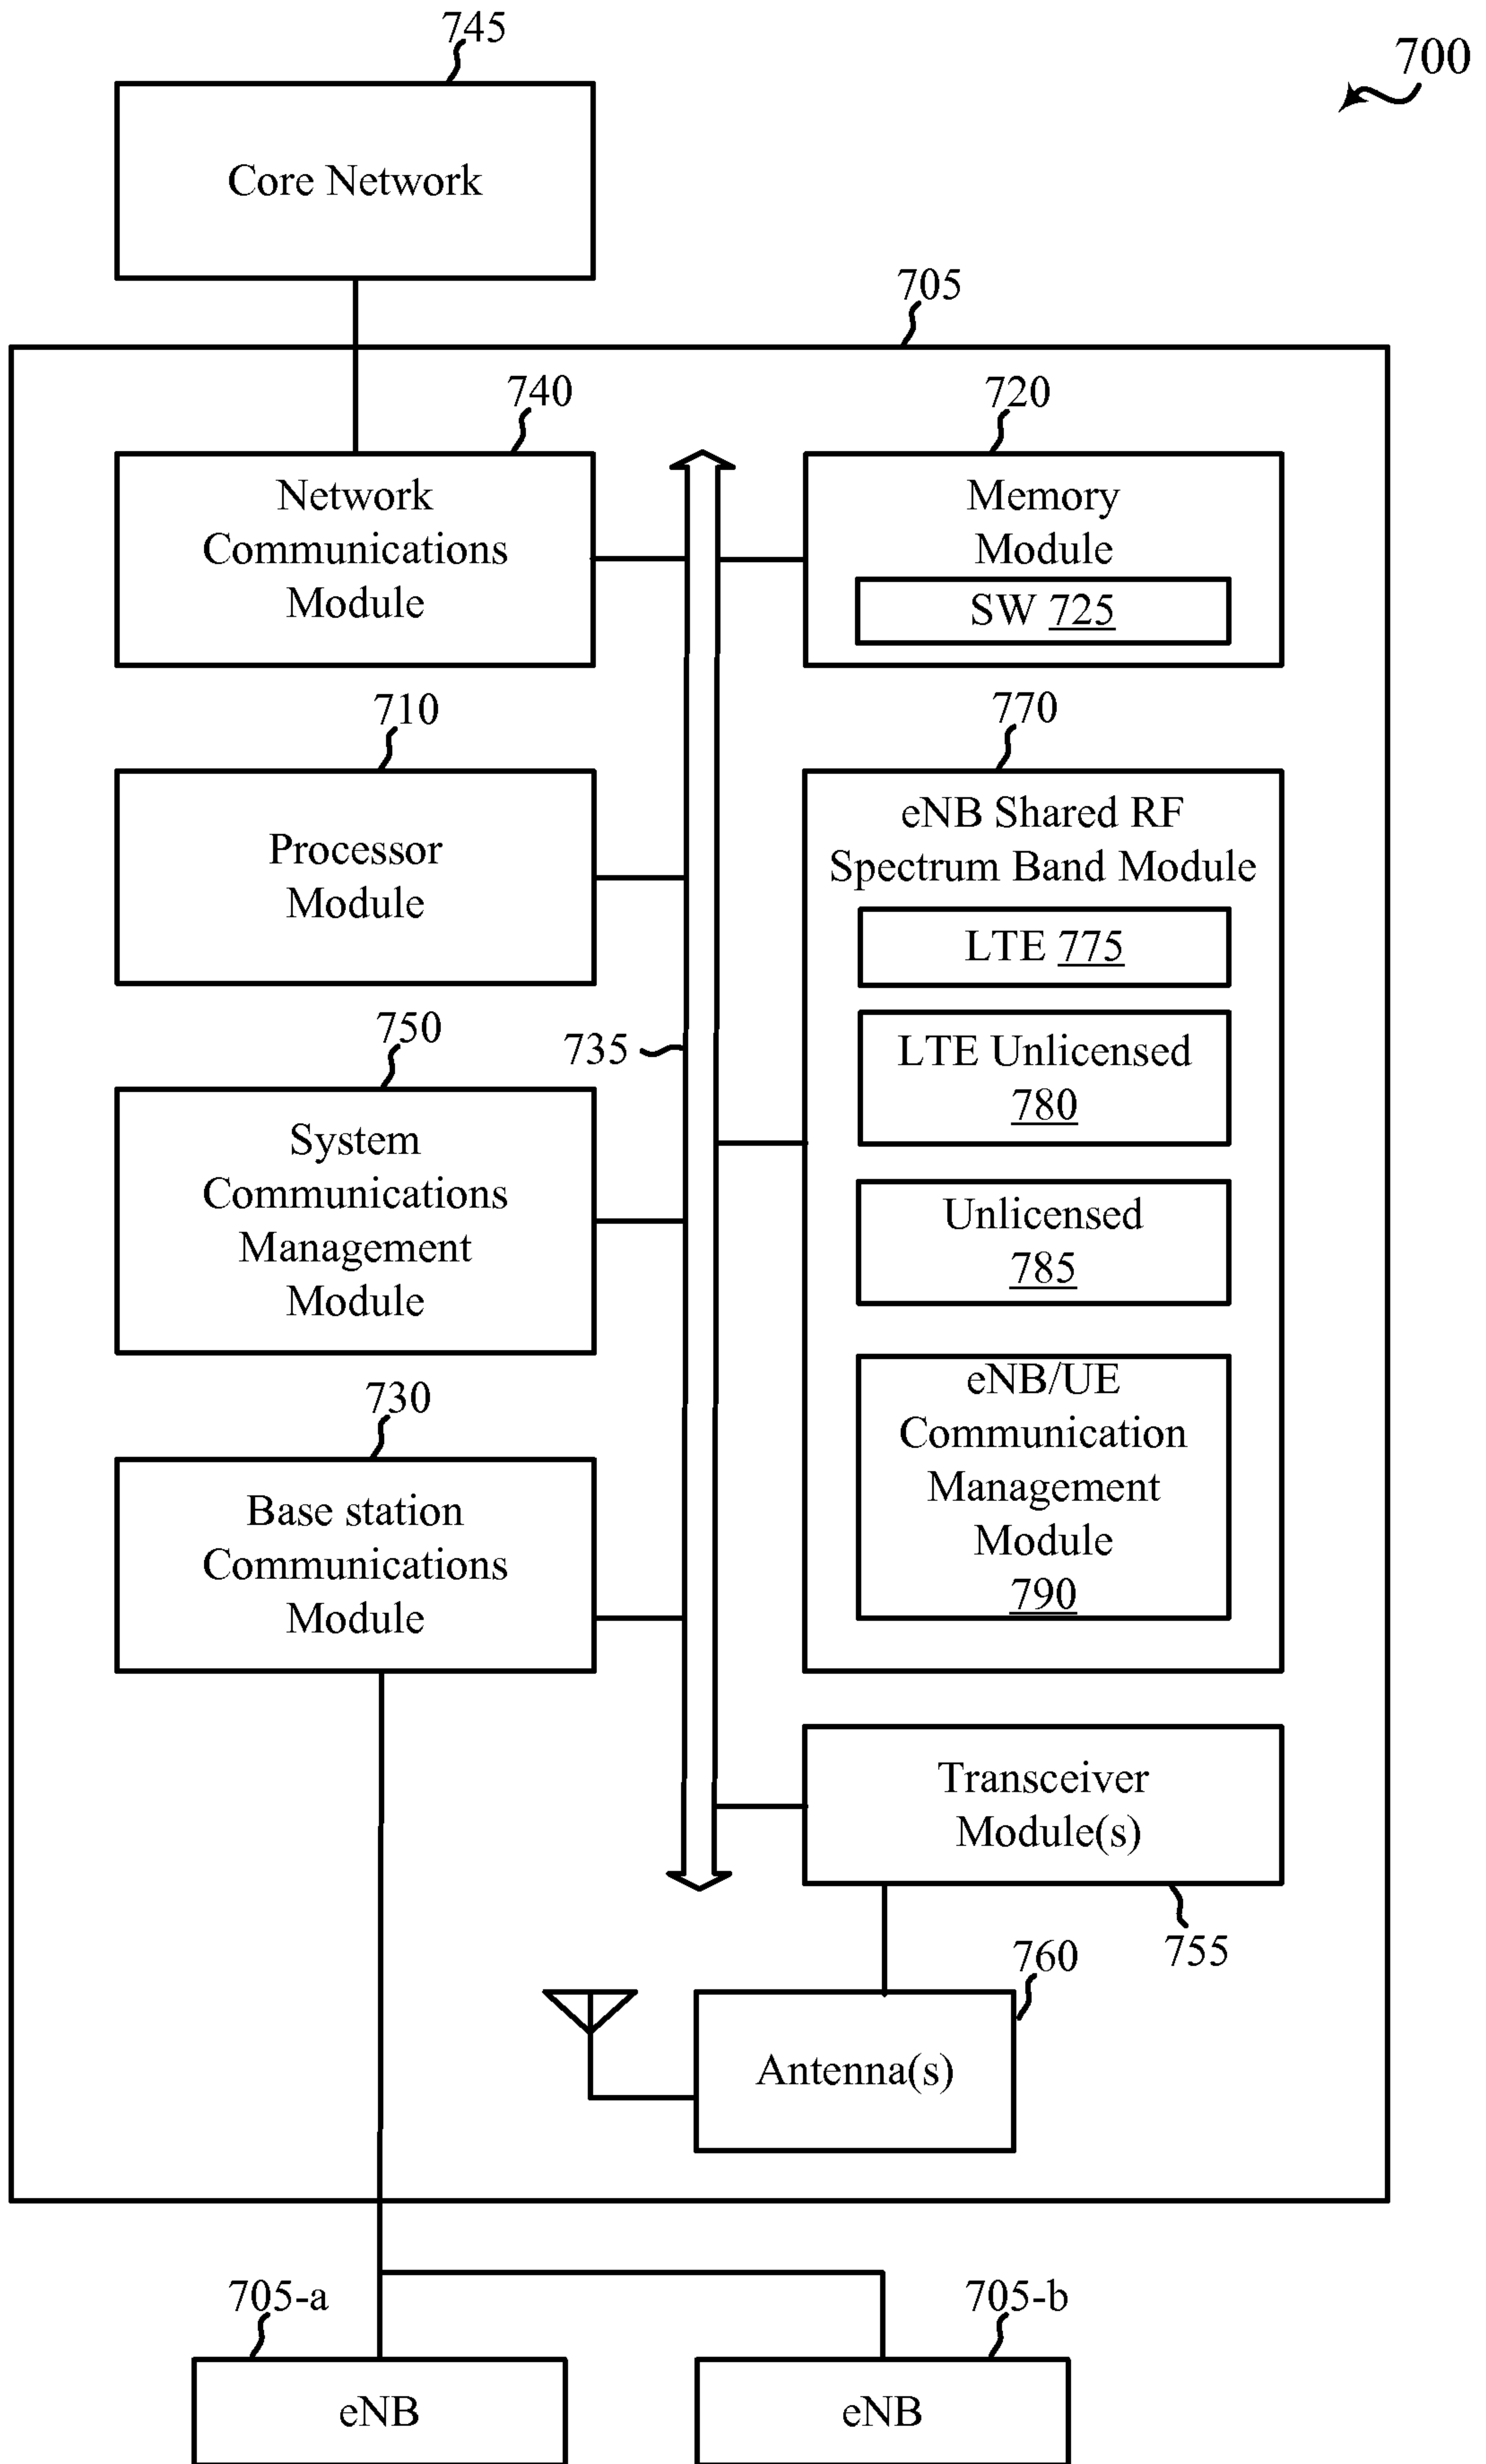 745
700
Core Network
705
740
720
Network
Communications
Module
Memory
Module
SW 725
710
770
Processor
Module
eNB Shared RF
Spectrum Band Module
LTE 775
750
735
LTE Unlicensed
780
System
Communications
Management
Module
Unlicensed
785
730
eNB/UE
Communication
Management
Module
790
Base station
Communications
Module
Transceiver
Module(s)
755
760
Antenna(s)
705-a
705-b
eNB
eNB